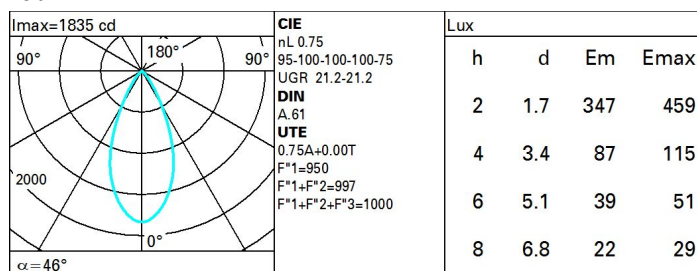 Imax=1835 cd
90° 180° 90°
2000
0°
α=46°
CIE
nL 0.75
95-100-100-100-75
UGR 21.2-21.2
DIN
A.61
UTE
0.75A+0.00T
F"1=950
F"1+F"2=997
F"1+F"2+F"3=1000
Lux
h d Em Emax
2 1.7 347 459
4 3.4 87 115
6 5.1 39 51
8 6.8 22 29